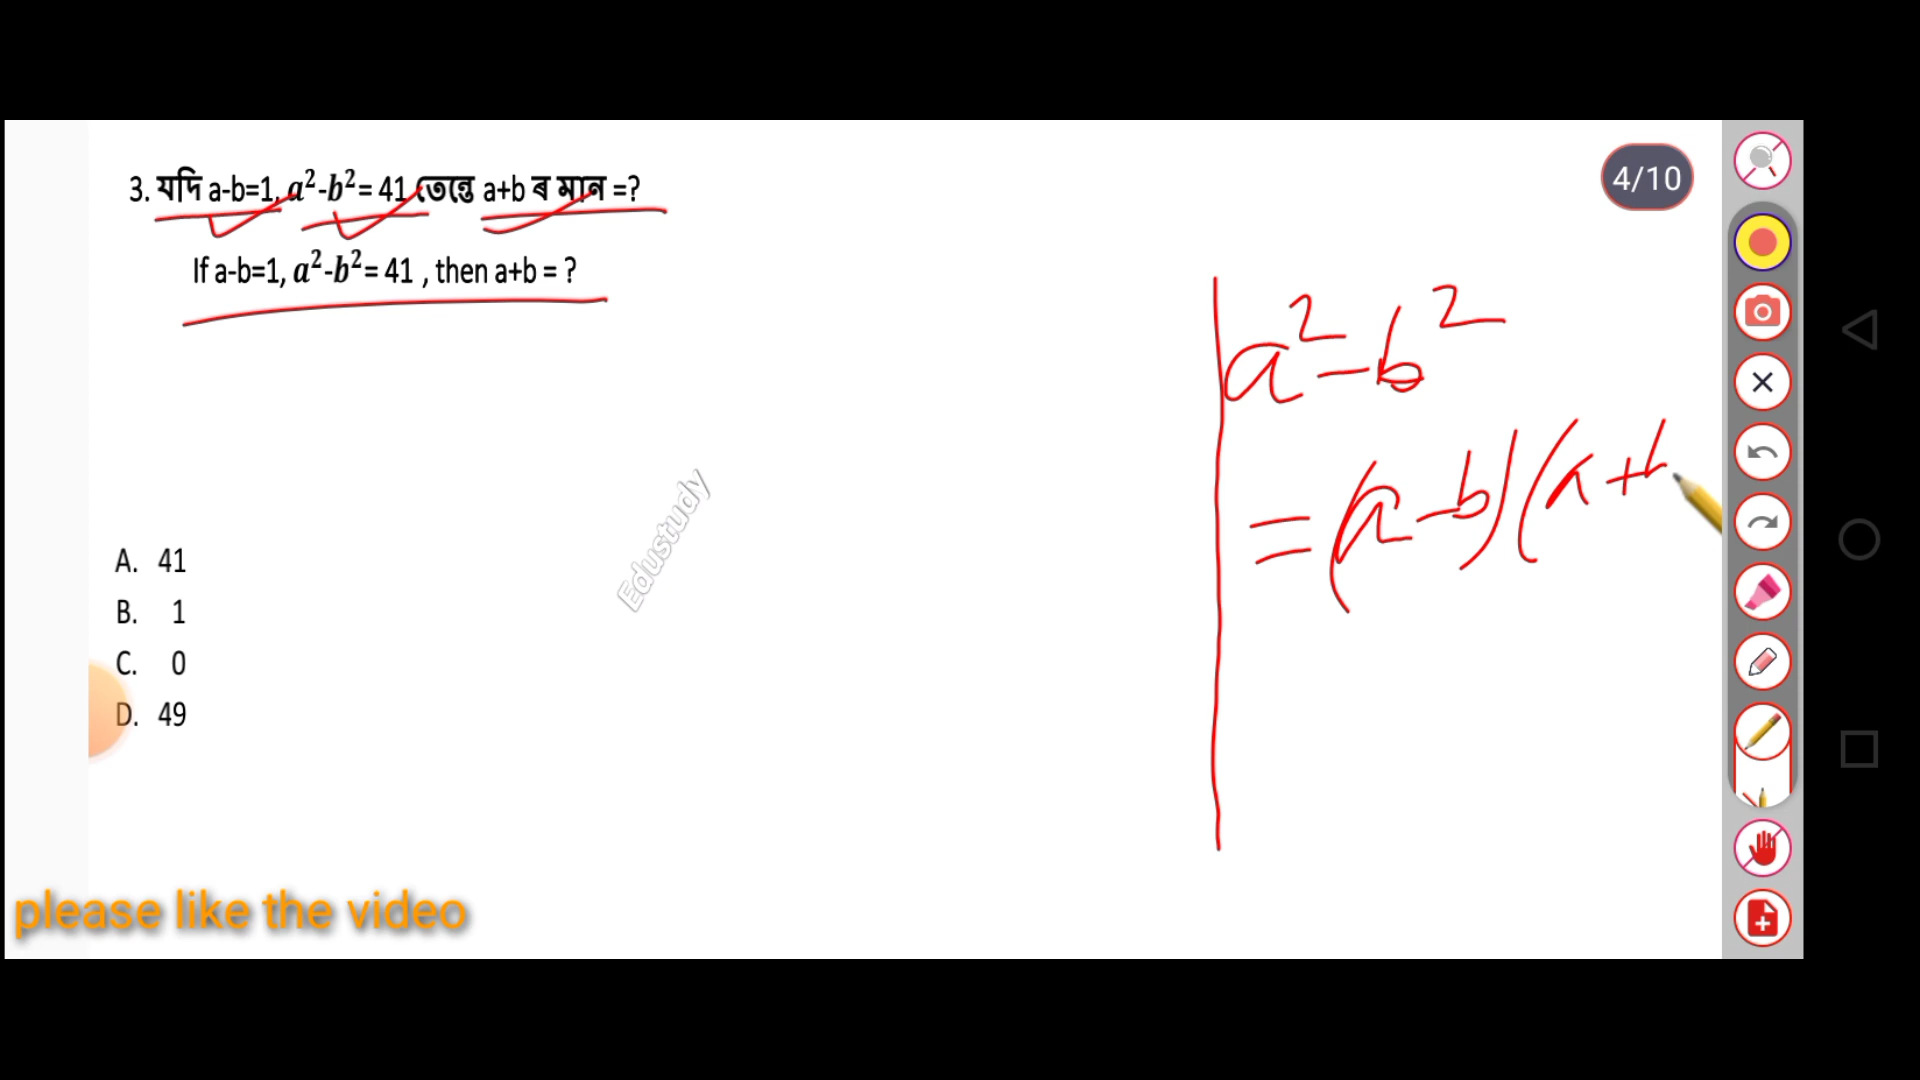 4/10
3. যদি a-b=1, a²-b²= 41 তেন্তে a+b ৰ মান =?
If a-b=1, a²-b²= 41 , then a+b = ?
a²-b²
= (a-b)(a+b
A. 41
B. 1
C. 0
D. 49
Edustudy
please like the video